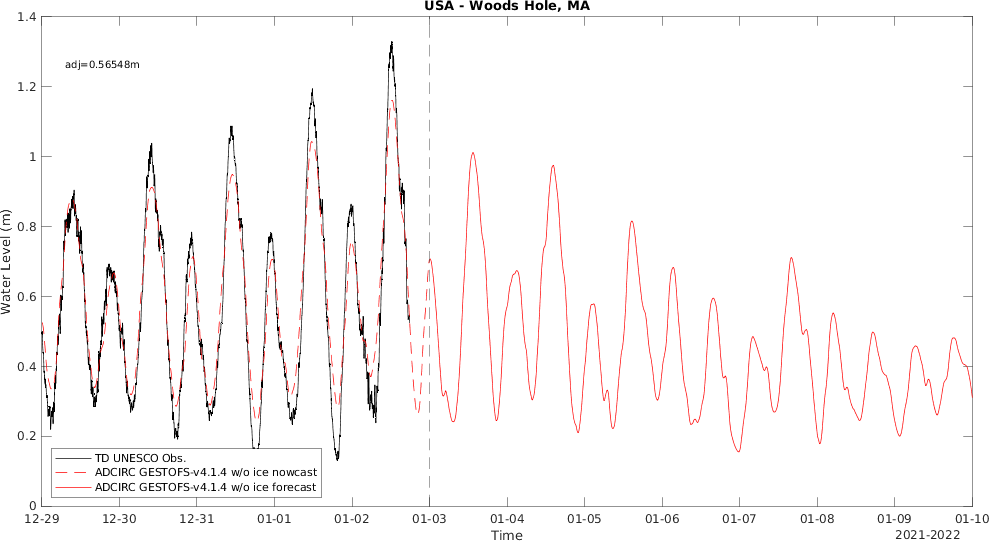 USA - Woods Hole, MA
1.4
adj=0.56548m
1.2
1
0.8
Water Level (m)
0.6
0.4
0.2
TD UNESCO Obs.
ADCIRC GESTOFS-v4.1.4 w/o ice nowcast
ADCIRC GESTOFS-v4.1.4 w/o ice forecast
0
12-29 12-30 12-31 01-01 01-02 01-03 01-04 01-05 01-06 01-07 01-08 01-09 01-10
Time
2021-2022